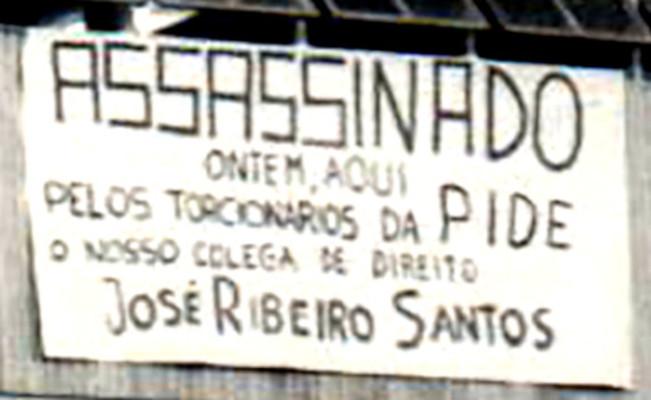 ASSASSINADO
ONTEM, AQUI
PELOS TORCIONARIOS DA PIDE
O NOSSO COLEGA DE DIREITO
JOSÉ RIBEIRO SANTOS